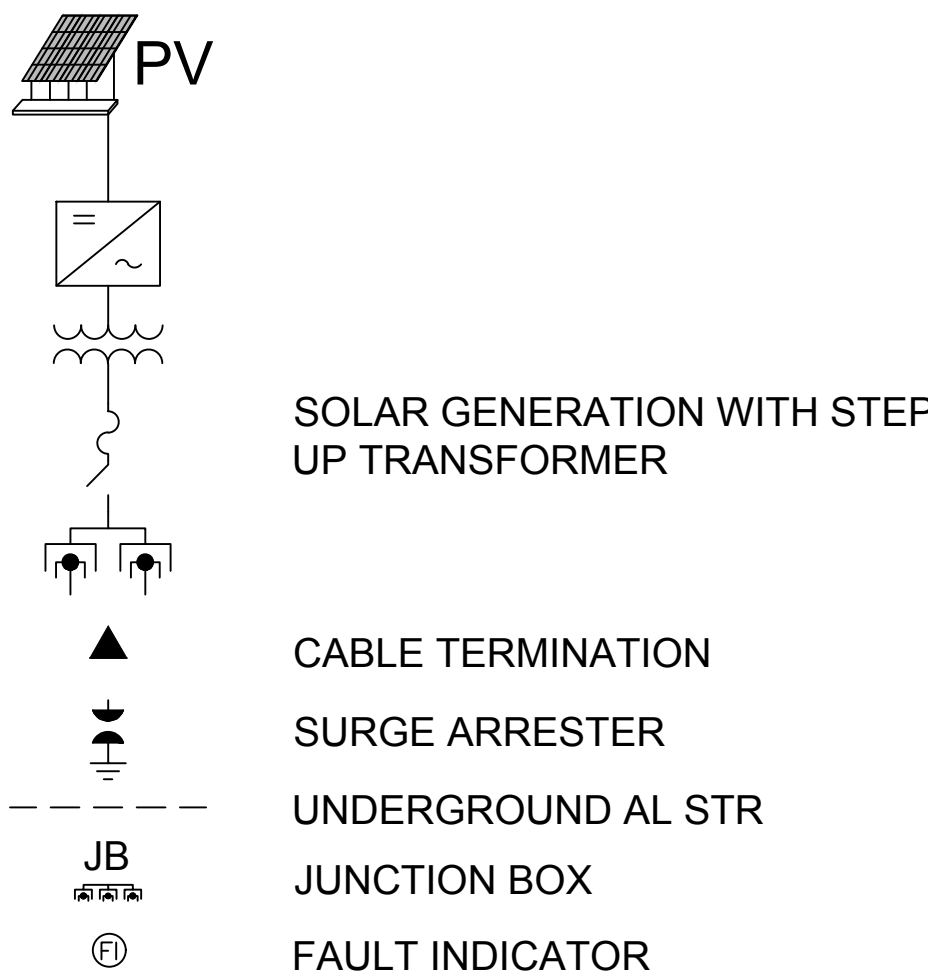 PV
SOLAR GENERATION WITH STEP
UP TRANSFORMER
CABLE TERMINATION
SURGE ARRESTER
UNDERGROUND AL STR
JB
JUNCTION BOX
FI
FAULT INDICATOR